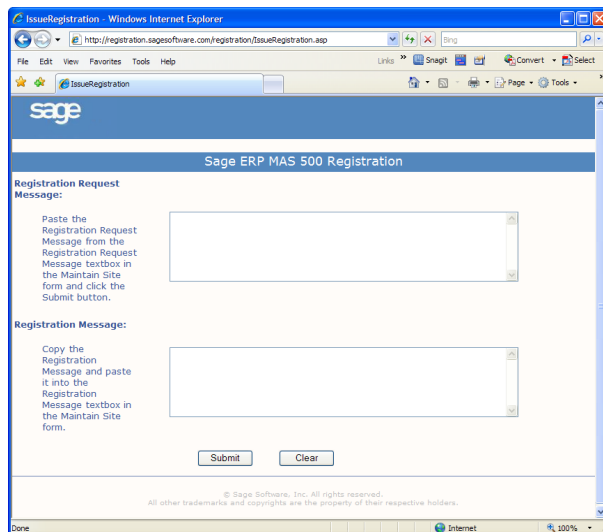 IssueRegistration - Windows Internet Explorer
http://registration.sagesoftware.com/registration/IssueRegistration.asp
Bing
File Edit View Favorites Tools Help
Links » Snagit Convert Select
IssueRegistration
Page Tools »
sage
Sage ERP MAS 500 Registration
Registration Request
Message:
Paste the
Registration Request
Message from the
Registration Request
Message textbox in
the Maintain Site
form and click the
Submit button.
Registration Message:
Copy the
Registration
Message and paste
it into the
Registration
Message textbox in
the Maintain Site
form.
Submit Clear
© Sage Software, Inc. All rights reserved.
All other trademarks and copyrights are the property of their respective holders.
Done Internet 100%